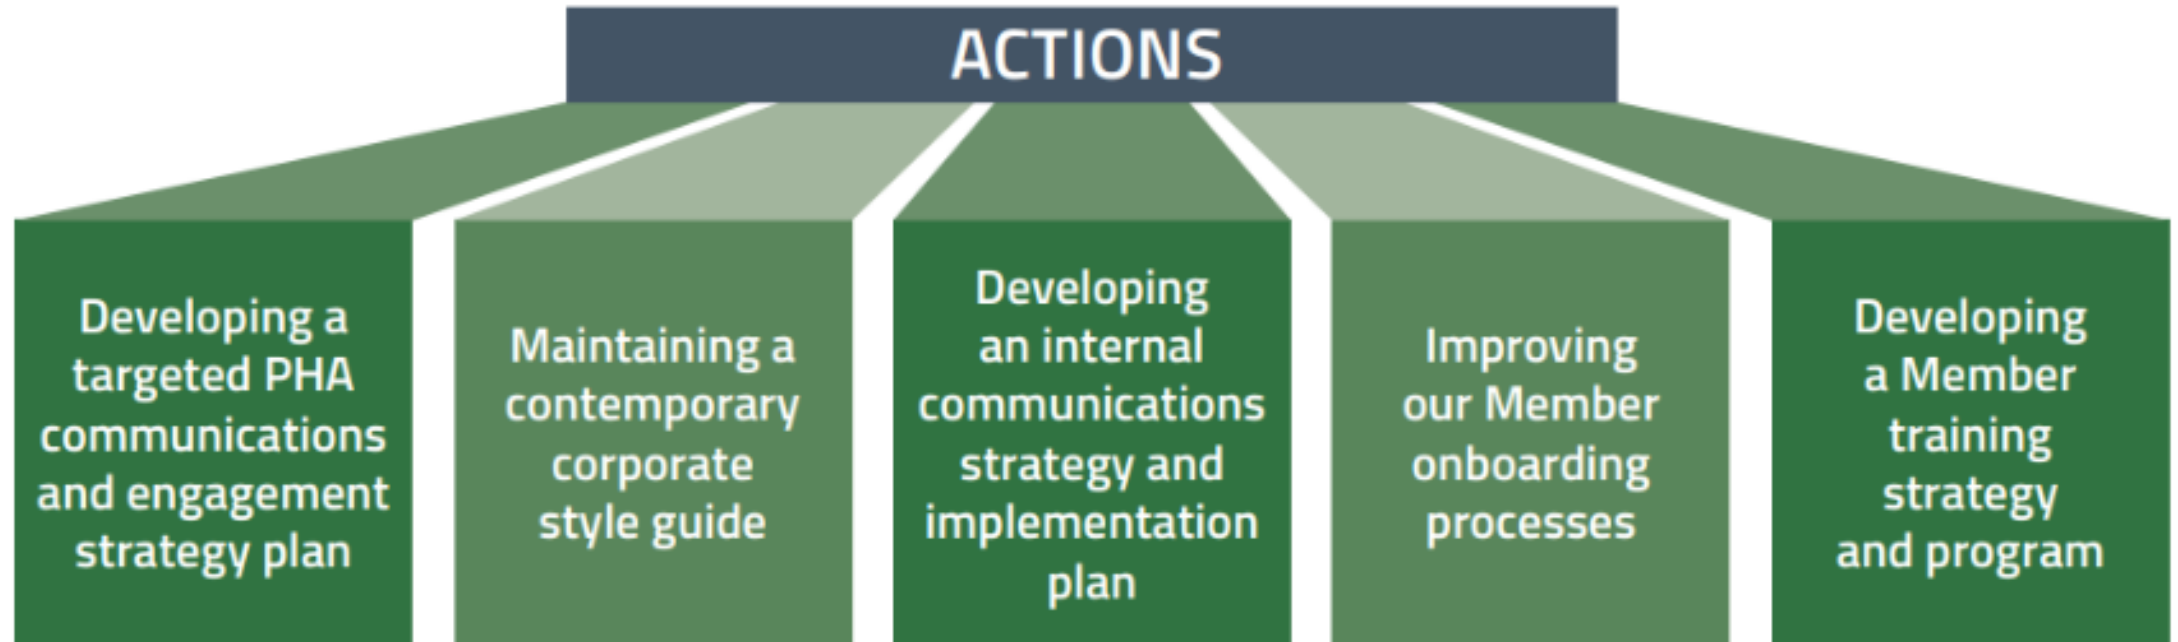 ACTIONS
Developing a
targeted PHA
communications
and engagement
strategy plan
Maintaining a
contemporary
corporate
style guide
Developing
an internal
communications
strategy and
implementation
plan
Improving
our Member
onboarding
processes
Developing
a Member
training
strategy
and program